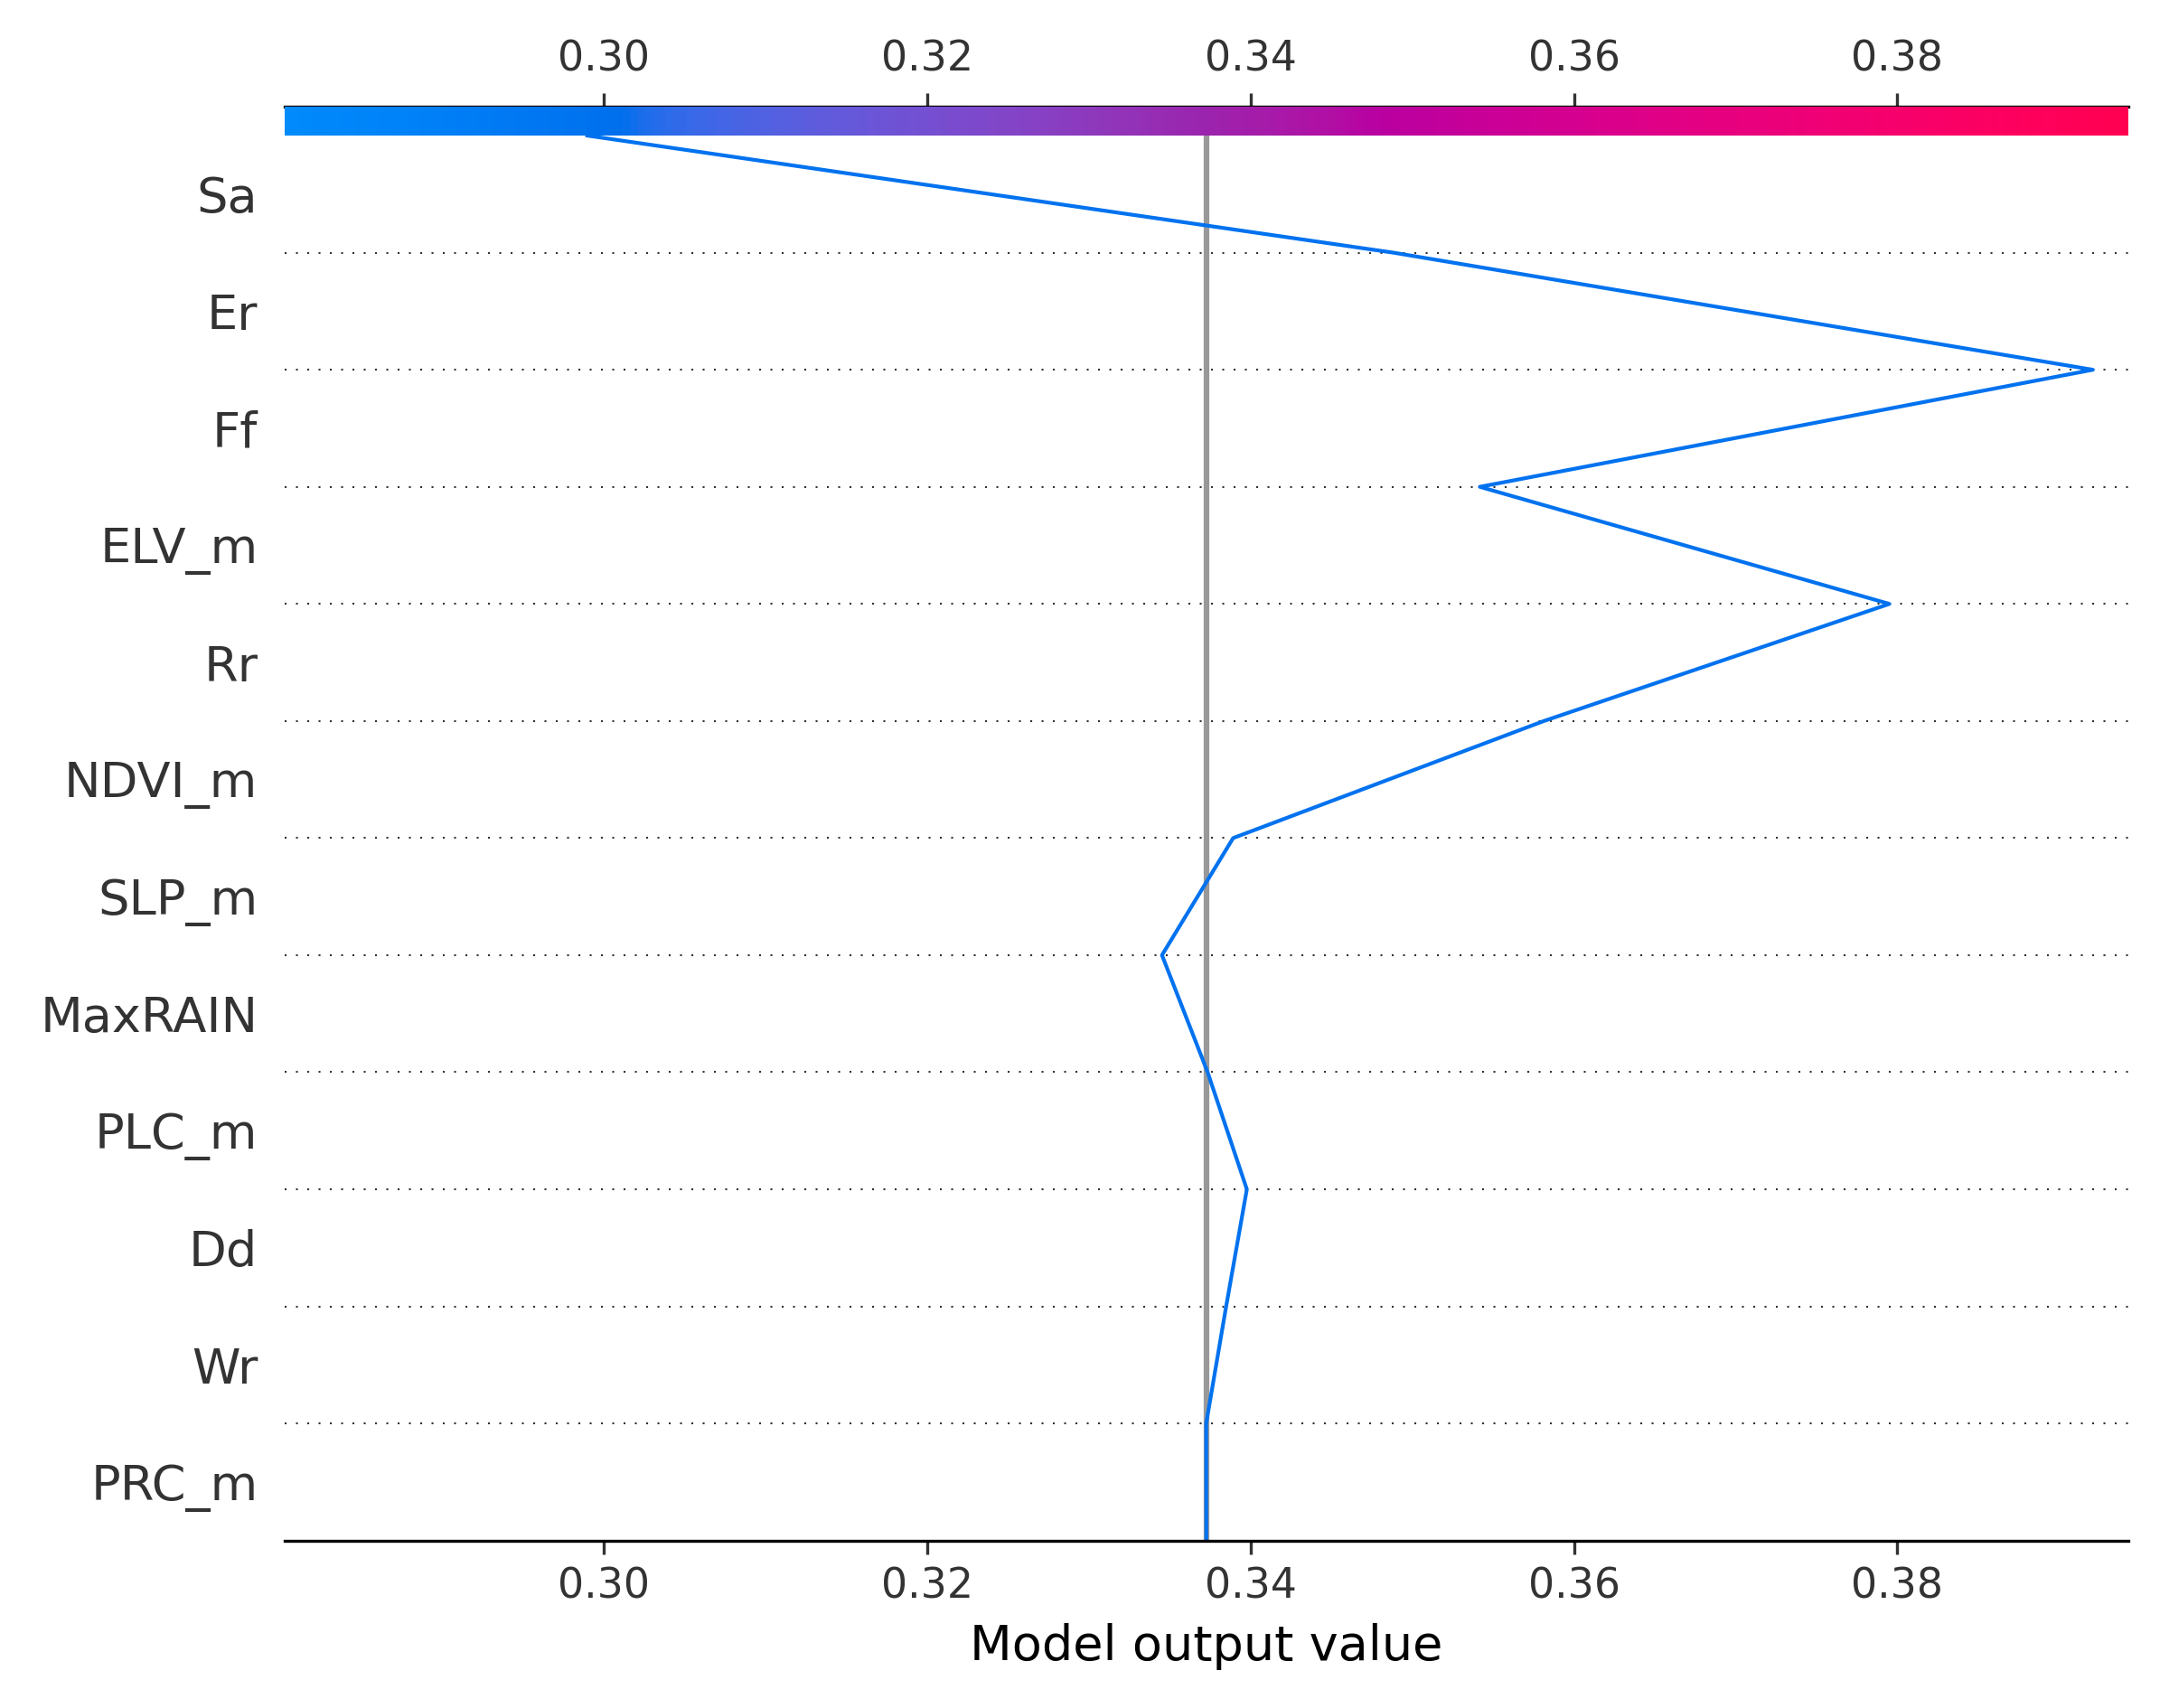 0.30 0.32 0.34 0.36 0.38
Sa
Er
Ff
ELV_m
Rr
NDVI_m
SLP_m
MaxRAIN
PLC_m
Dd
Wr
PRC_m
0.30 0.32 0.34 0.36 0.38
Model output value